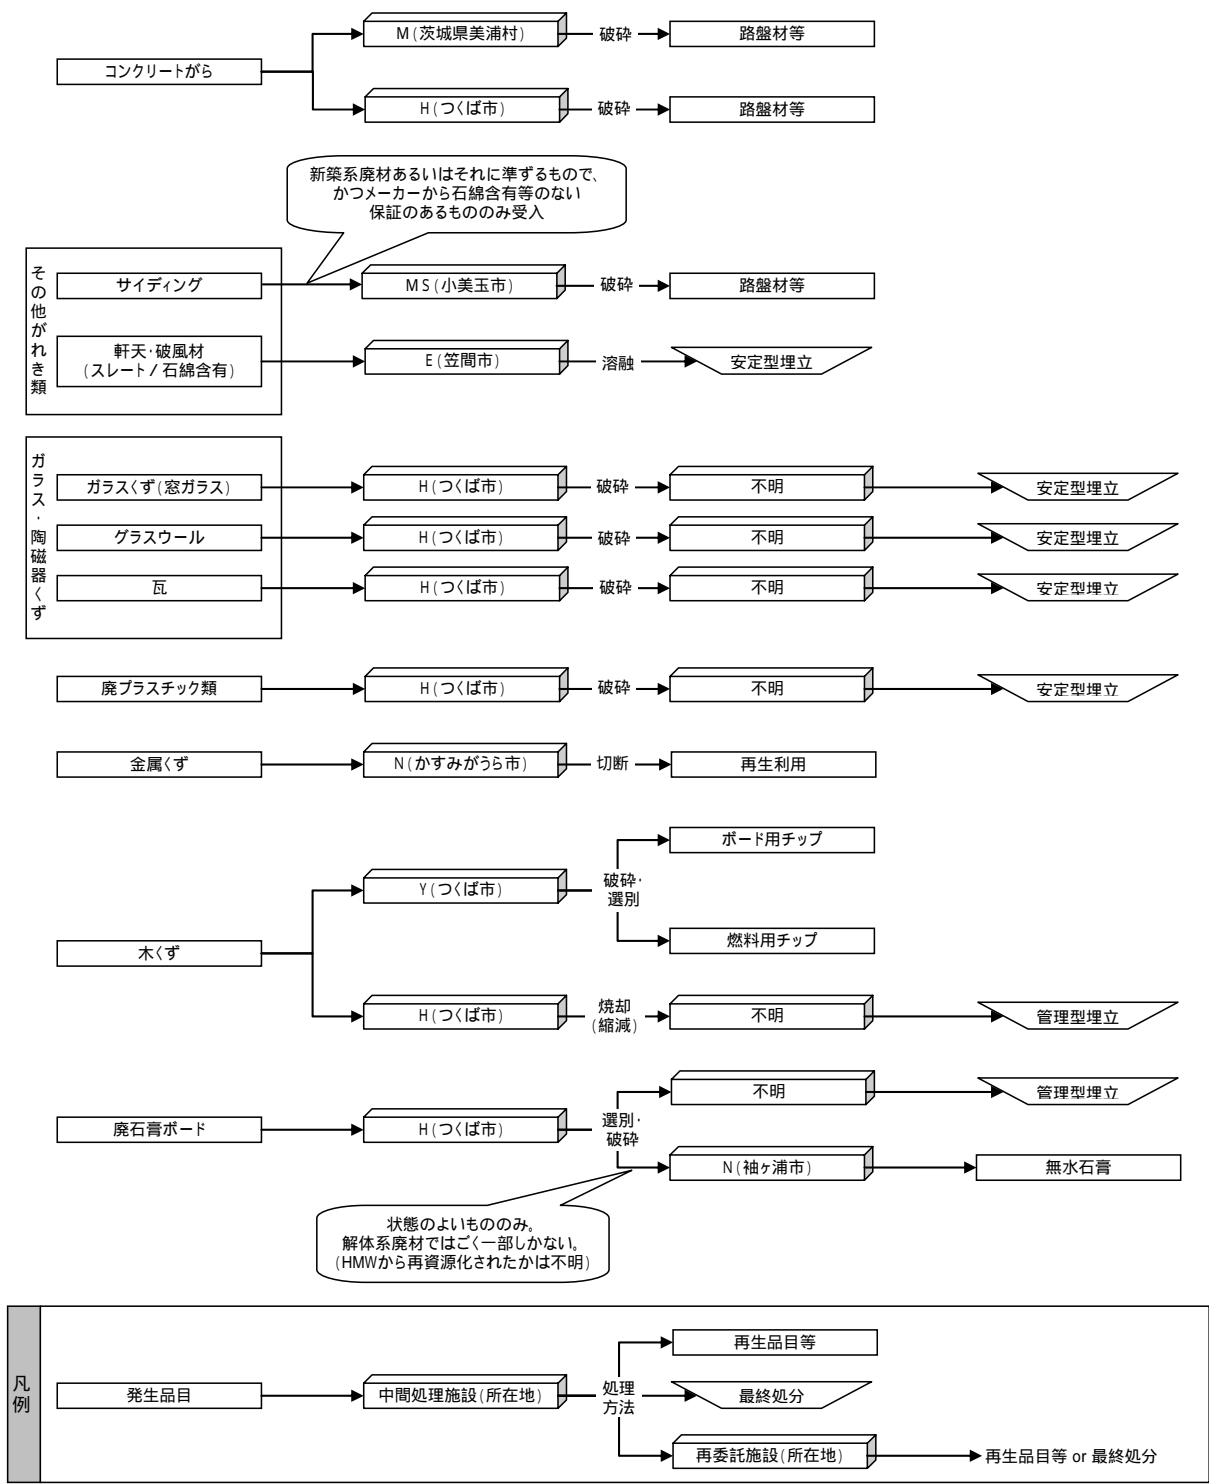 コンクリートがら
M(茨城県美浦村)
破砕
路盤材等
H(つくば市)
破砕
路盤材等
新築系廃材あるいはそれに準ずるもので、
かつメーカーから石綿含有等のない
保証のあるもののみ受入
その他がれき類
サイディング
MS(小美玉市)
破砕
路盤材等
軒天・破風材
(スレート/石綿含有)
E(笠間市)
溶融
安定型埋立
ガラス・陶磁器くず
ガラスくず(窓ガラス)
H(つくば市)
破砕
不明
安定型埋立
グラスウール
H(つくば市)
破砕
不明
安定型埋立
瓦
H(つくば市)
破砕
不明
安定型埋立
廃プラスチック類
H(つくば市)
破砕
不明
安定型埋立
金属くず
N(かすみがうら市)
切断
再生利用
木くず
Y(つくば市)
破砕・
選別
ボード用チップ
燃料用チップ
H(つくば市)
焼却
(縮減)
不明
管理型埋立
廃石膏ボード
H(つくば市)
選別・
破砕
不明
管理型埋立
N(袖ヶ浦市)
無水石膏
状態のよいもののみ。
解体系廃材ではごく一部しかない。
(HMWから再資源化されたかは不明)
凡例
発生品目
中間処理施設(所在地)
処理
方法
再生品目等
最終処分
再委託施設(所在地)
再生品目等 or 最終処分